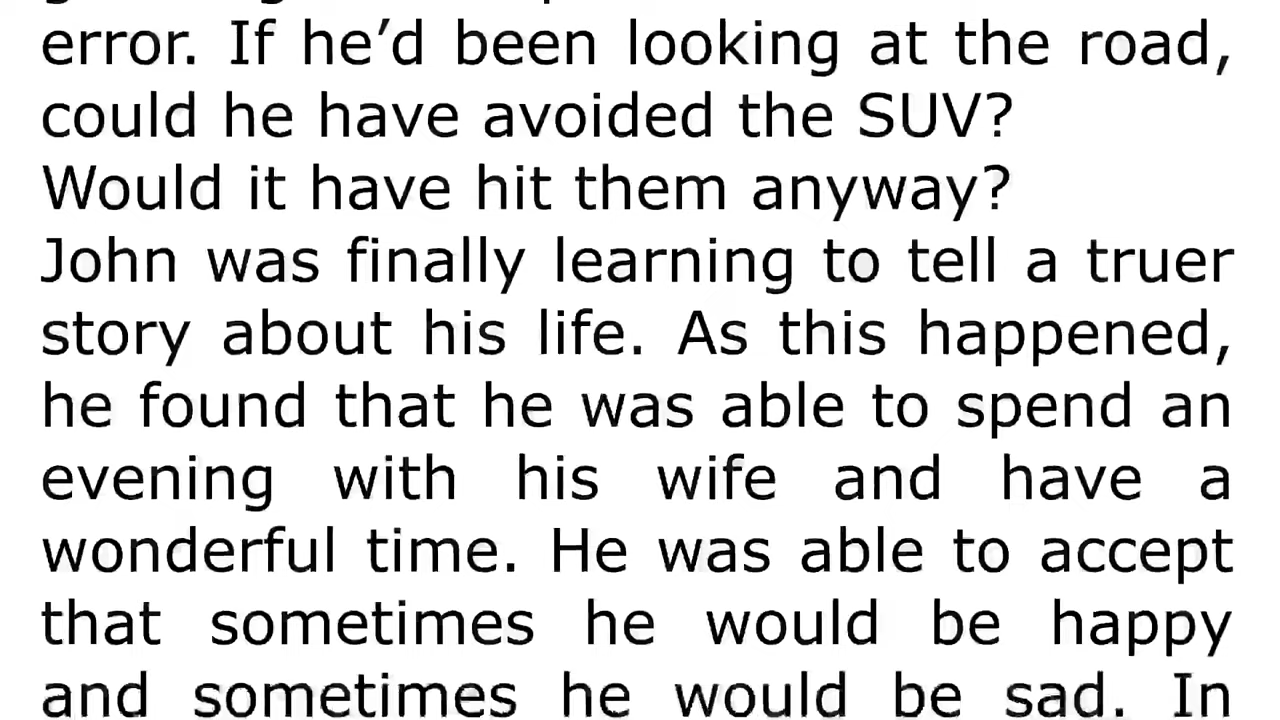 error. If he’d been looking at the road,
could he have avoided the SUV?
Would it have hit them anyway?
John was finally learning to tell a truer
story about his life. As this happened,
he found that he was able to spend an
evening with his wife and have a
wonderful time. He was able to accept
that sometimes he would be happy
and sometimes he would be sad. In